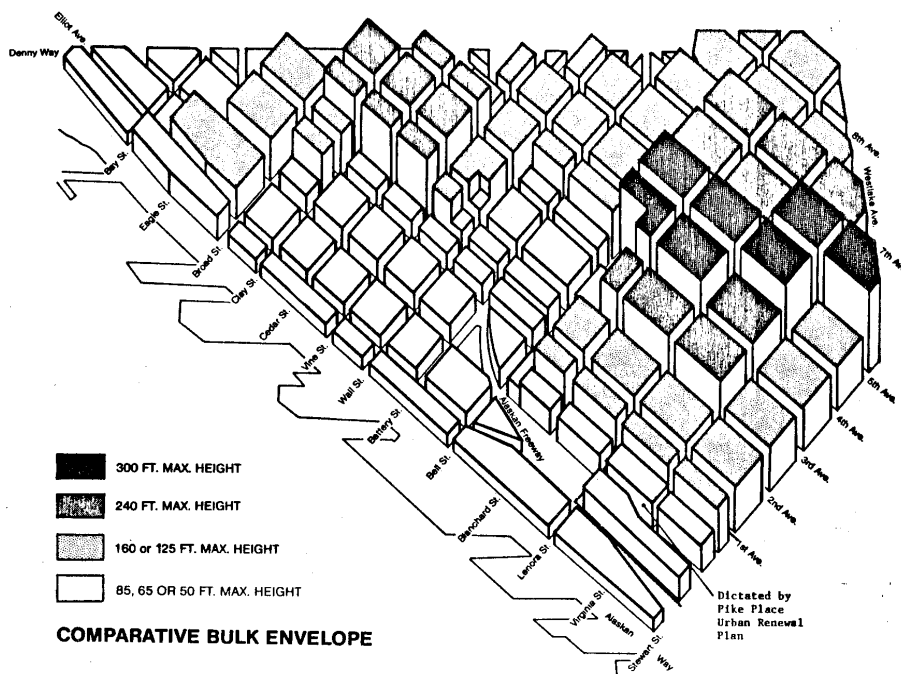 Elliot Ave.
Denny Way
Bay St.
Eagle St.
Broad St.
Clay St.
Cedar St.
Vine St.
Wall St.
Battery St.
Bell St.
Blanchard St.
Lenora St.
Virginia St.
Stewart St.
Alaskan
Way
Alaskan Freeway
8th Ave.
Westlake Ave.
7th Av
5th Ave.
4th Ave.
3rd Ave.
2nd Ave.
1st Ave.
300 FT. MAX. HEIGHT
240 FT. MAX. HEIGHT
160 or 125 FT. MAX. HEIGHT
85, 65 OR 50 FT. MAX. HEIGHT
COMPARATIVE BULK ENVELOPE
Dictated by
Pike Place
Urban Renewal
Plan